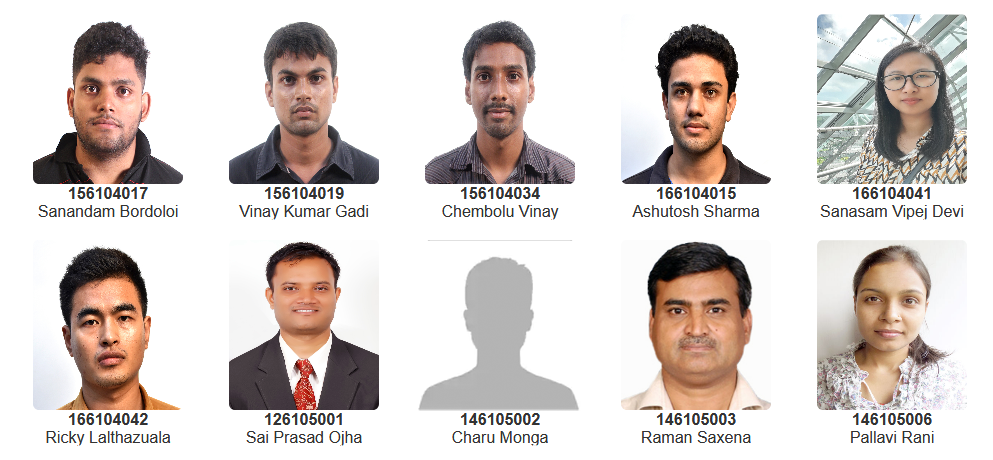 156104017 156104019 156104034 166104015 166104041
Sanandam Bordoloi Vinay Kumar Gadi Chembolu Vinay Ashutosh Sharma Sanasam Vipej Devi
166104042 126105001 146105002 146105003 146105006
Ricky Lalthazuala Sai Prasad Ojha Charu Monga Raman Saxena Pallavi Rani